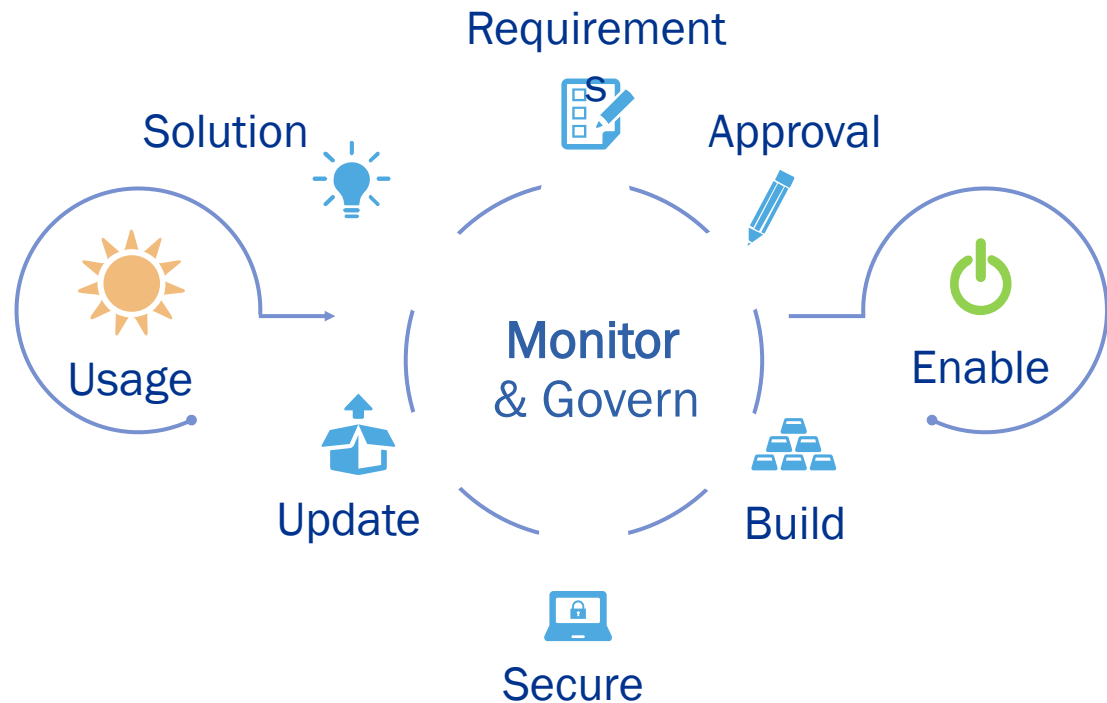 Requirement
s
Solution
Approval
Usage
Monitor
& Govern
Enable
Update
Build
Secure